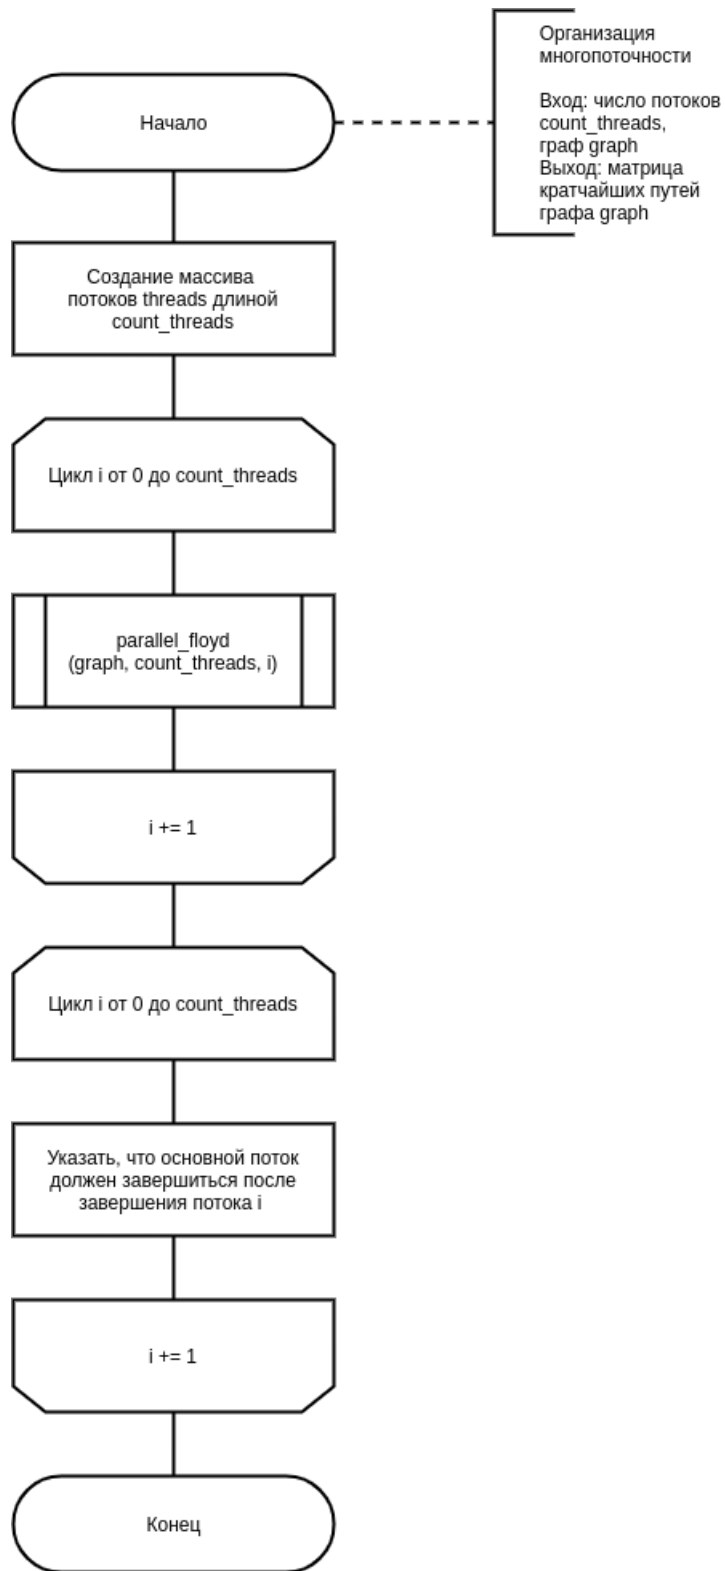 Организация
многопоточности
Вход: число потоков
count_threads,
граф graph
Выход: матрица
кратчайших путей
графа graph
Начало
Создание массива
потоков threads длиной
count_threads
Цикл i от 0 до count_threads
parallel_floyd
(graph, count_threads, i)
i += 1
Цикл i от 0 до count_threads
Указать, что основной поток
должен завершиться после
завершения потока i
i += 1
Конец